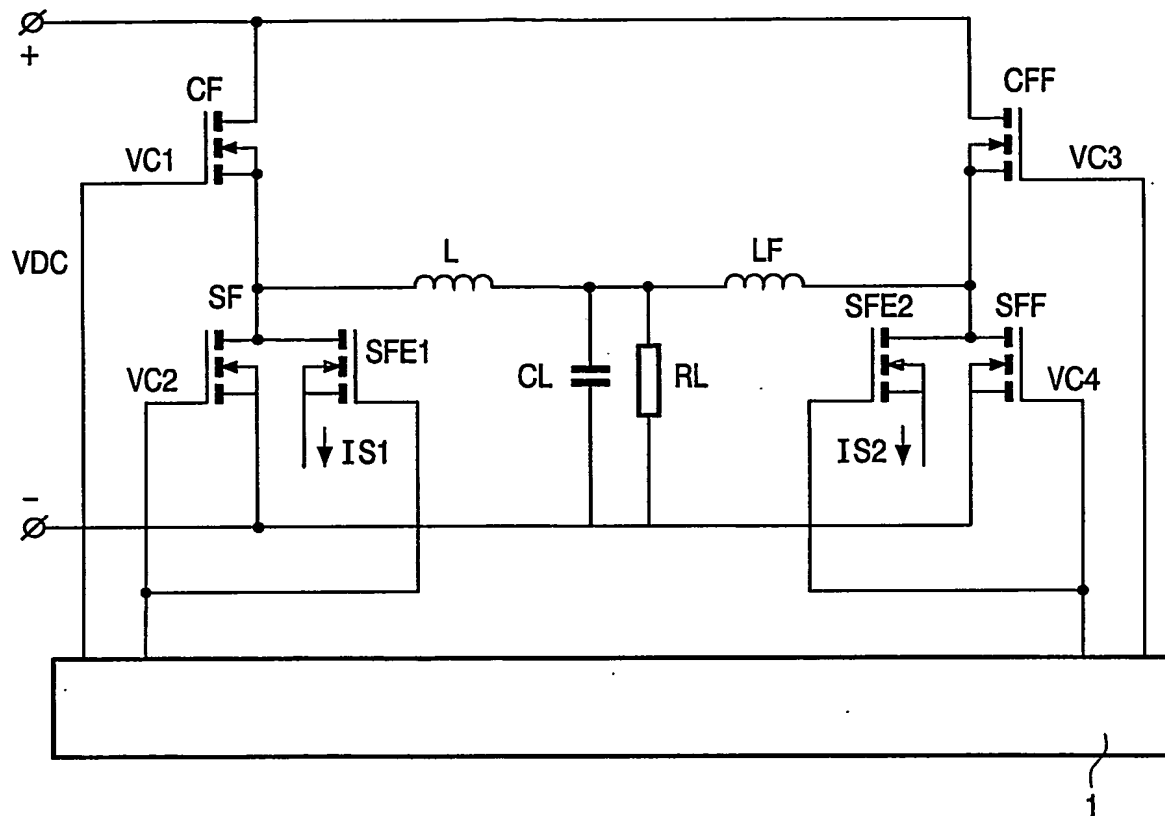 +
CF
CFF
VC1
VC3
VDC
L
LF
SF
SFE1
SFE2
SFF
VC2
CL
RL
VC4
IS1
IS2
-
1